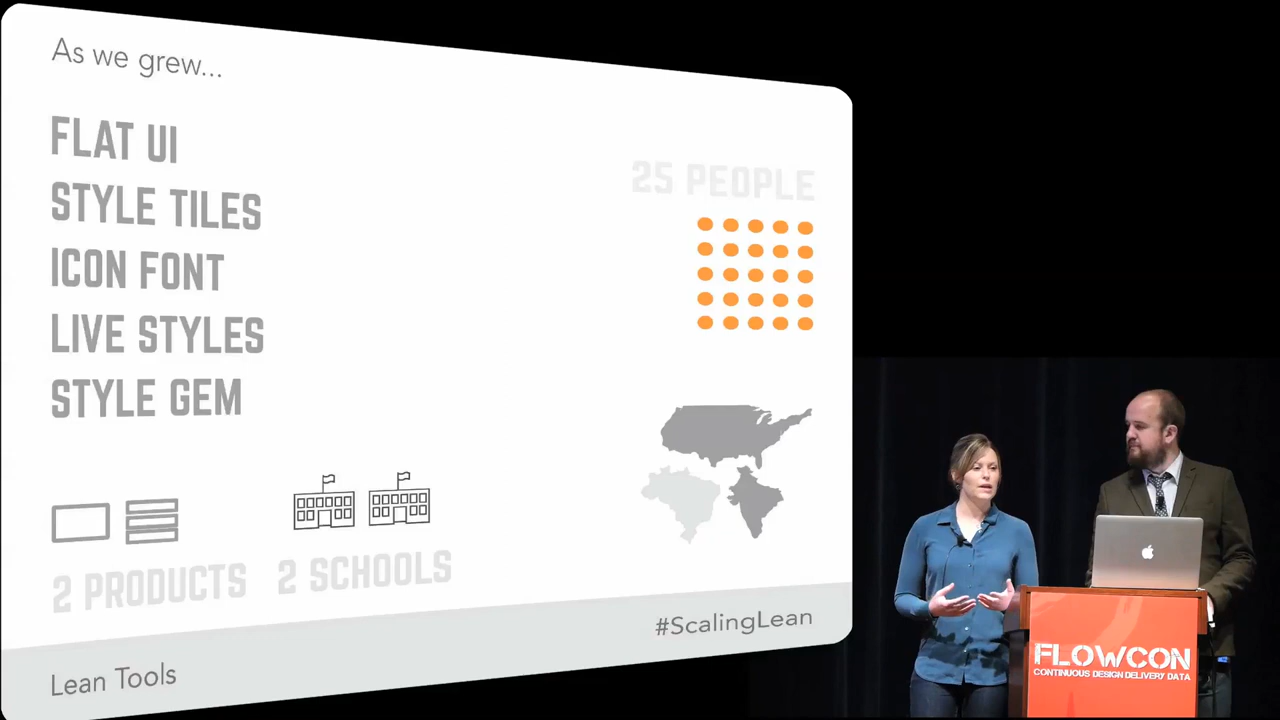 As we grew...
FLAT UI
STYLE TILES
ICON FONT
LIVE STYLES
STYLE GEM
25 PEOPLE
2 PRODUCTS
2 SCHOOLS
#ScalingLean
Lean Tools
FLOWCON
CONTINUOUS DESIGN DELIVERY DATA